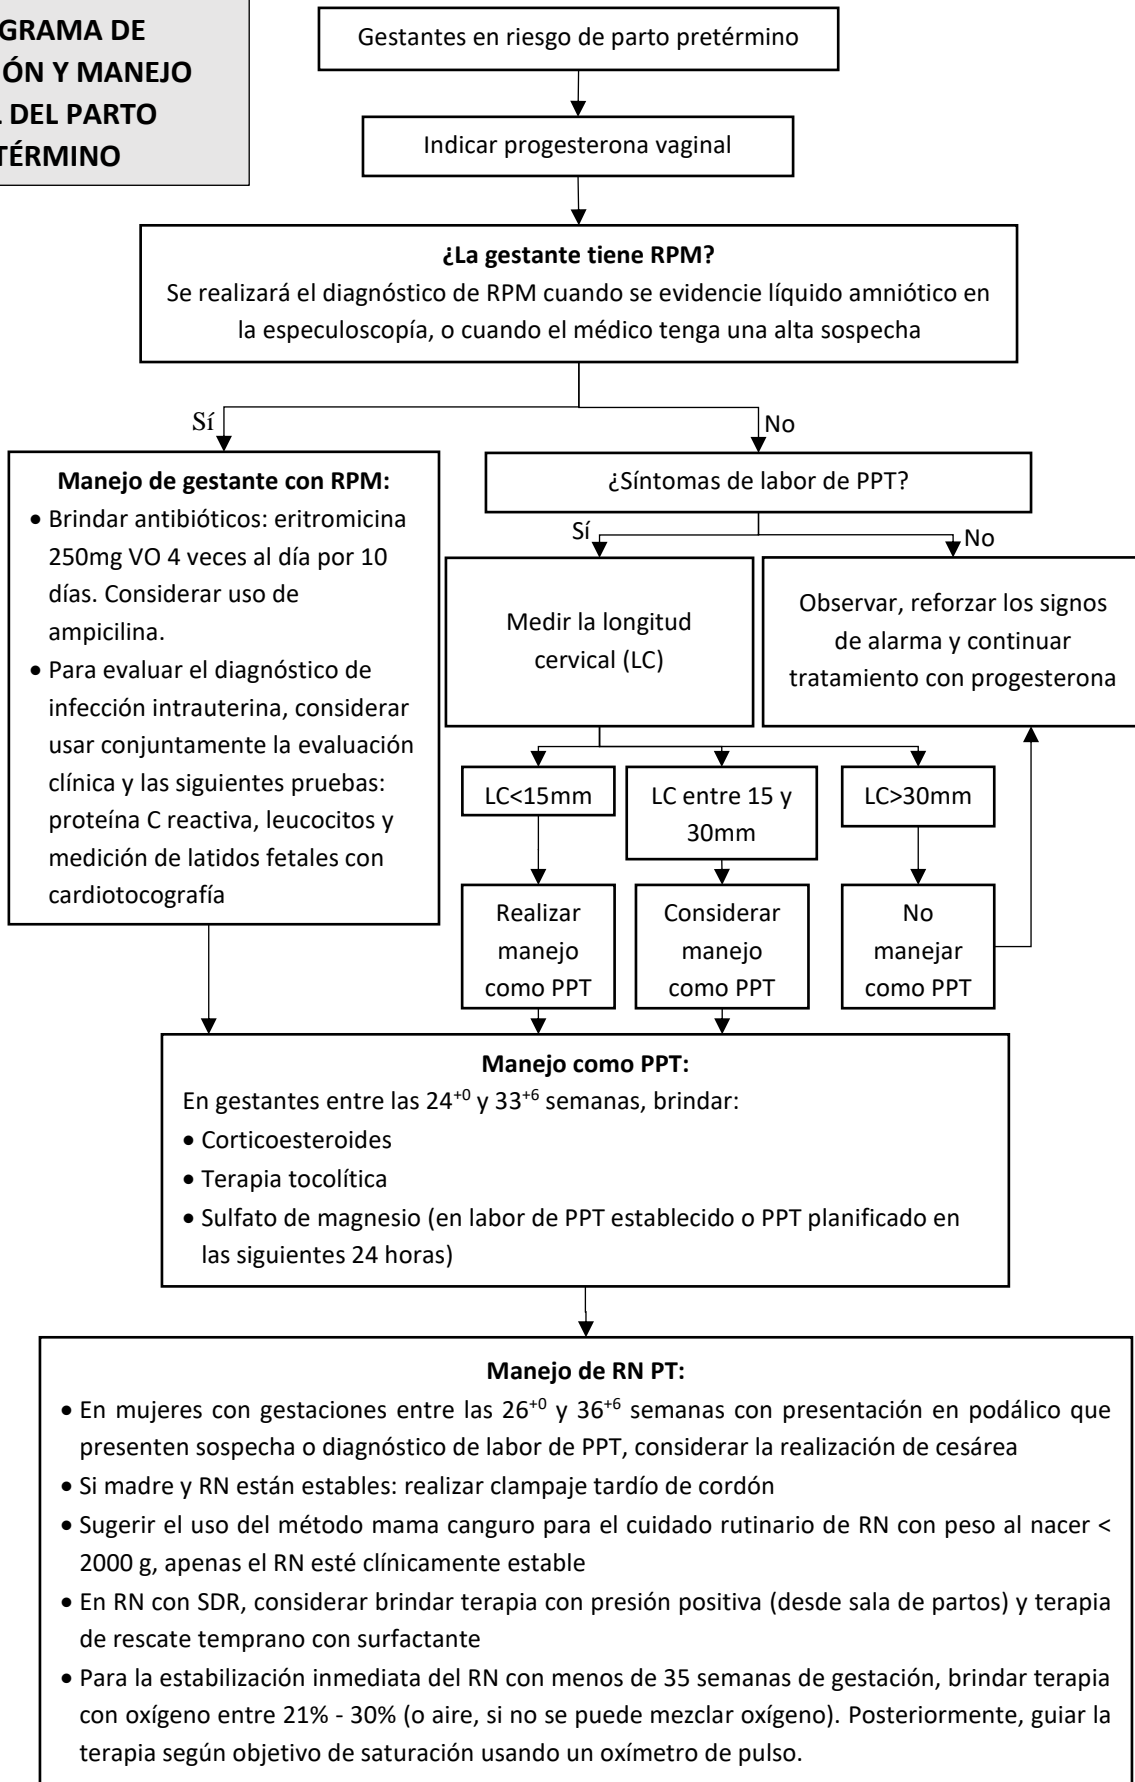 GRAMA DE
IÓN Y MANEJO
DEL PARTO
TÉRMINO
Gestantes en riesgo de parto pretérmino
Indicar progesterona vaginal
¿La gestante tiene RPM?
Se realizará el diagnóstico de RPM cuando se evidencie líquido amniótico en
la especuloscopía, o cuando el médico tenga una alta sospecha
Sí
No
Manejo de gestante con RPM:
• Brindar antibióticos: eritromicina
250mg VO 4 veces al día por 10
días. Considerar uso de
ampicilina.
• Para evaluar el diagnóstico de
infección intrauterina, considerar
usar conjuntamente la evaluación
clínica y las siguientes pruebas:
proteína C reactiva, leucocitos y
medición de latidos fetales con
cardiotocografía
¿Síntomas de labor de PPT?
Sí
No
Medir la longitud
cervical (LC)
Observar, reforzar los signos
de alarma y continuar
tratamiento con progesterona
LC<15mm
LC entre 15 y
30mm
LC>30mm
Realizar
manejo
como PPT
Considerar
manejo
como PPT
No
manejar
como PPT
Manejo como PPT:
En gestantes entre las 24+0 y 33+6 semanas, brindar:
• Corticoesteroides
• Terapia tocolítica
• Sulfato de magnesio (en labor de PPT establecido o PPT planificado en
las siguientes 24 horas)
Manejo de RN PT:
• En mujeres con gestaciones entre las 26+0 y 36+6 semanas con presentación en podálico que
presenten sospecha o diagnóstico de labor de PPT, considerar la realización de cesárea
• Si madre y RN están estables: realizar clampaje tardío de cordón
• Sugerir el uso del método mama canguro para el cuidado rutinario de RN con peso al nacer <
2000 g, apenas el RN esté clínicamente estable
• En RN con SDR, considerar brindar terapia con presión positiva (desde sala de partos) y terapia
de rescate temprano con surfactante
• Para la estabilización inmediata del RN con menos de 35 semanas de gestación, brindar terapia
con oxígeno entre 21% - 30% (o aire, si no se puede mezclar oxígeno). Posteriormente, guiar la
terapia según objetivo de saturación usando un oxímetro de pulso.